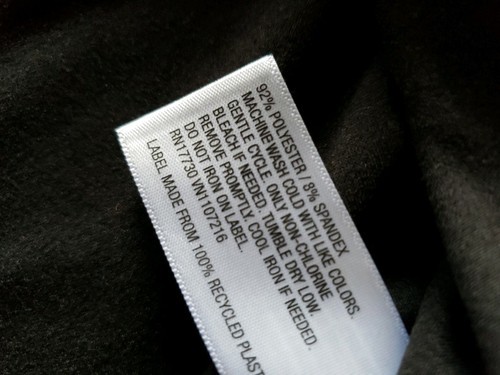 92% POLYESTER / 8% SPANDEX
MACHINE WASH COLD WITH LIKE COLORS.
GENTLE CYCLE. ONLY NON-CHLORINE
BLEACH IF NEEDED. TUMBLE DRY LOW.
REMOVE PROMPTLY. COOL IRON IF NEEDED.
DO NOT IRON ON LABEL.
RN17730 VN1107216
LABEL MADE FROM 100% RECYCLED PLAST